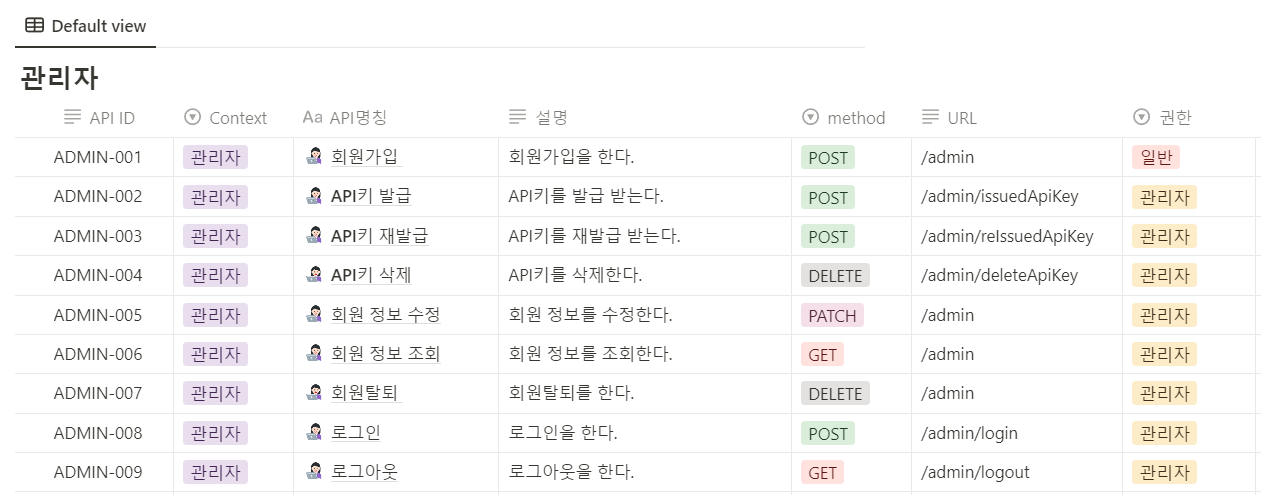 Default view
관리자
API ID Context Aa API명칭 설명 method URL 권한
ADMIN-001 관리자 회원가입 회원가입을 한다. POST /admin 일반
ADMIN-002 관리자 API키 발급 API키를 발급 받는다. POST /admin/issuedApiKey 관리자
ADMIN-003 관리자 API키 재발급 API키를 재발급 받는다. POST /admin/reIssuedApiKey 관리자
ADMIN-004 관리자 API키 삭제 API키를 삭제한다. DELETE /admin/deleteApiKey 관리자
ADMIN-005 관리자 회원 정보 수정 회원 정보를 수정한다. PATCH /admin 관리자
ADMIN-006 관리자 회원 정보 조회 회원 정보를 조회한다. GET /admin 관리자
ADMIN-007 관리자 회원탈퇴 회원탈퇴를 한다. DELETE /admin 관리자
ADMIN-008 관리자 로그인 로그인을 한다. POST /admin/login 관리자
ADMIN-009 관리자 로그아웃 로그아웃을 한다. GET /admin/logout 관리자